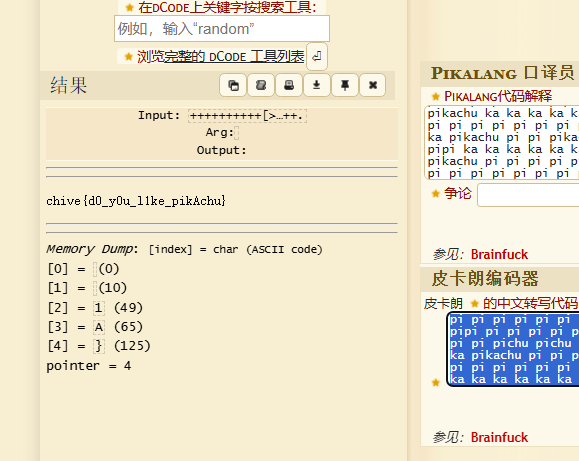 ★ 在DCODE上关键字按搜索工具：
例如，输入“random”
★ 浏览完整的 DCODE 工具列表
结果
Input: ++++++++++[>…++.
Arg:
Output:
chive{d0_y0u_l1ke_pikAchu}
Memory Dump: [index] = char (ASCII code)
[0] = (0)
[1] = (10)
[2] = 1 (49)
[3] = A (65)
[4] = } (125)
pointer = 4
PIKALANG 口译员
★ PIKALANG代码解释
pikachu ka ka ka ka k
pi pi pi pi pi pi pi
ka pikachu pi pi pika
pipi ka ka ka ka ka k
pikachu pi pi pi pi p
pi pi pi pi pi pi pi
★ 争论
参见：Brainfuck
皮卡朗编码器
皮卡朗 ★ 的中文转写代码
pi pi pi pi pi pi
pipi pi pi pi pi p
pi pi pichu pichu
ka pikachu pi pi p
pi pi pi pi pi pi
ka ka ka ka ka ka
★
参见：Brainfuck